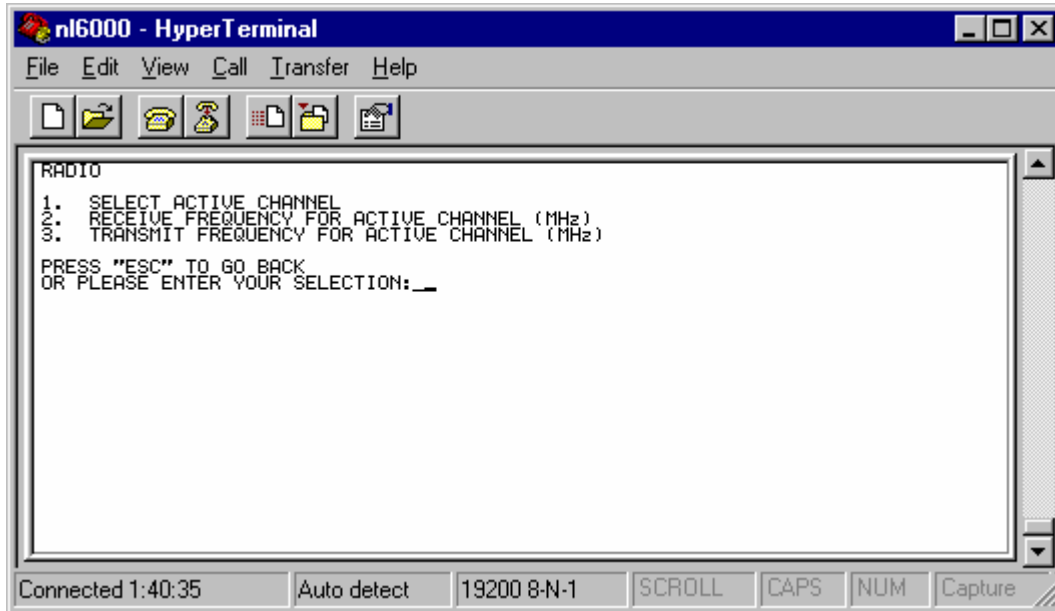 nl6000 - HyperTerminal
File Edit View Call Transfer Help
RADIO
1. SELECT ACTIVE CHANNEL
2. RECEIVE FREQUENCY FOR ACTIVE CHANNEL (MHz)
3. TRANSMIT FREQUENCY FOR ACTIVE CHANNEL (MHz)
PRESS "ESC" TO GO BACK
OR PLEASE ENTER YOUR SELECTION:_
Connected 1:40:35 Auto detect 19200 8-N-1 SCROLL CAPS NUM Capture